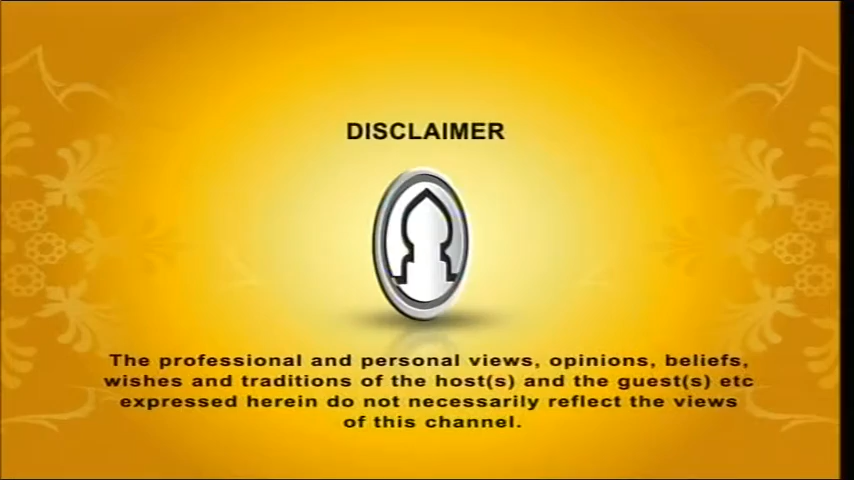 DISCLAIMER
The professional and personal views, opinions, beliefs,
wishes and traditions of the host(s) and the guest(s) etc
expressed herein do not necessarily reflect the views
of this channel.